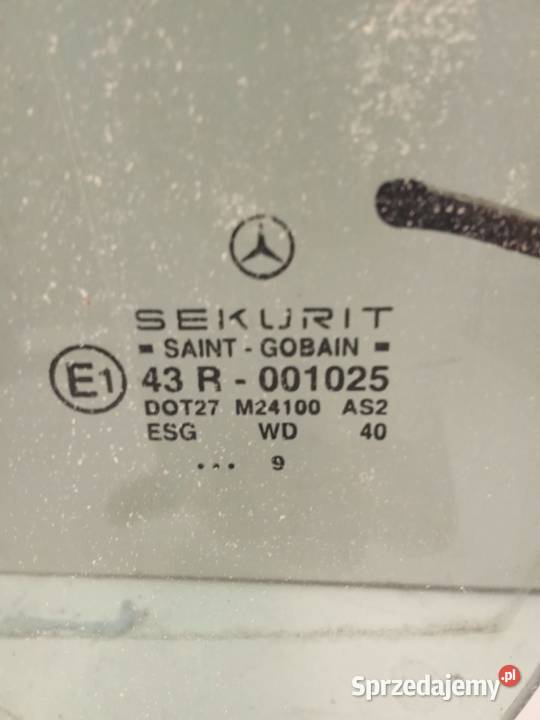 SEKURIT
SAINT - GOBAIN
E1 43 R - 001025
DOT27 M24100 AS2
ESG WD 40
... 9
Sprzedajemy.pl